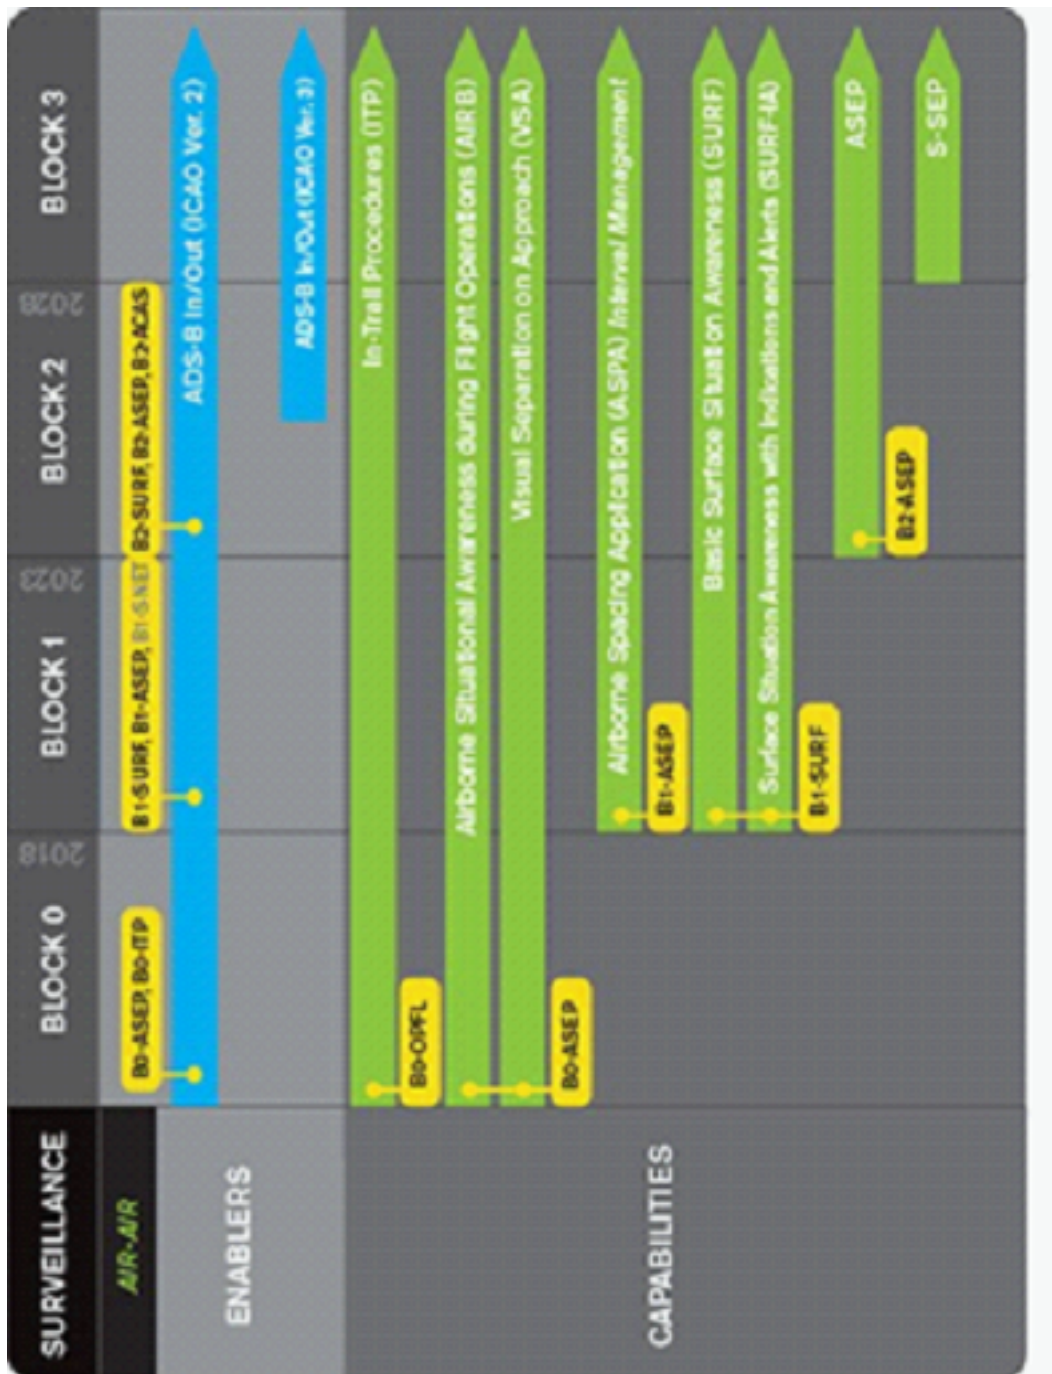 SURVEILLANCE
BLOCK 0
2018
BLOCK 1
2023
BLOCK 2
2028
BLOCK 3
AIR-AIR
B0-ASEP, B0-ITP
B1-SURF, B1-ASEP, B1-SNET
B2-SURF, B2-ASEP, B2-ACAS
ENABLERS
ADS-B In/Out (ICAO Ver. 2)
ADS-B In/Out (ICAO Ver. 3)
CAPABILITIES
In-Trail Procedures (ITP)
B0-OPFL
Airborne Situational Awareness during Flight Operations (AIRB)
Visual Separation on Approach (VSA)
B0-ASEP
Airborne Spacing Application (ASPA) Interval Management
B1-ASEP
Basic Surface Situation Awareness (SURF)
Surface Situation Awareness with Indications and Alerts (SURF-IA)
B1-SURF
ASEP
B2-ASEP
S-SEP